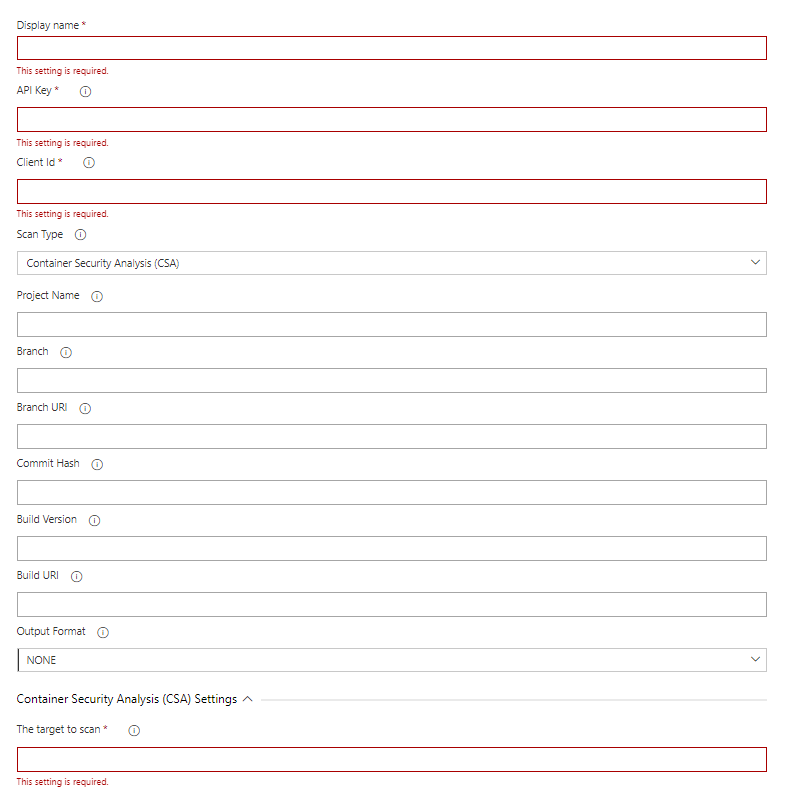 Display name *
This setting is required.
API Key *
This setting is required.
Client Id *
This setting is required.
Scan Type
Container Security Analysis (CSA)
Project Name
Branch
Branch URI
Commit Hash
Build Version
Build URI
Output Format
NONE
Container Security Analysis (CSA) Settings
The target to scan *
This setting is required.